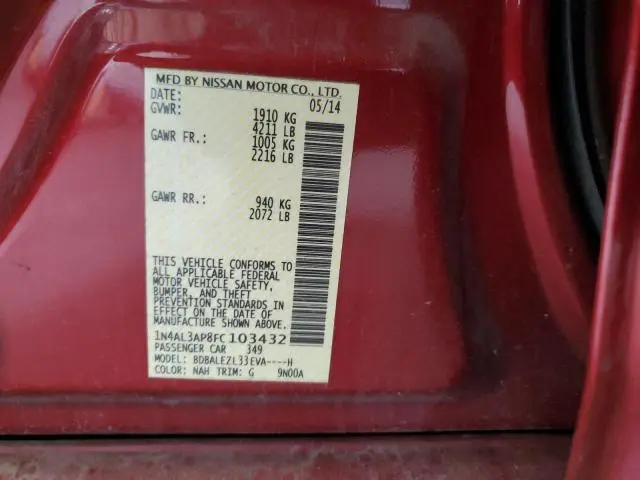 MFD BY NISSAN MOTOR CO., LTD.
DATE: 05/14
GVWR: 1910 KG
4211 LB
GAWR FR.: 1005 KG
2216 LB
GAWR RR.: 940 KG
2072 LB
THIS VEHICLE CONFORMS TO
ALL APPLICABLE FEDERAL
MOTOR VEHICLE SAFETY,
BUMPER, AND THEFT
PREVENTION STANDARDS IN
EFFECT ON THE DATE OF
MANUFACTURE SHOWN ABOVE.
1N4AL3AP8FC103432
PASSENGER CAR 349
MODEL: BDBALEZL33EVA----H
COLOR: NAH TRIM: G 9N00A